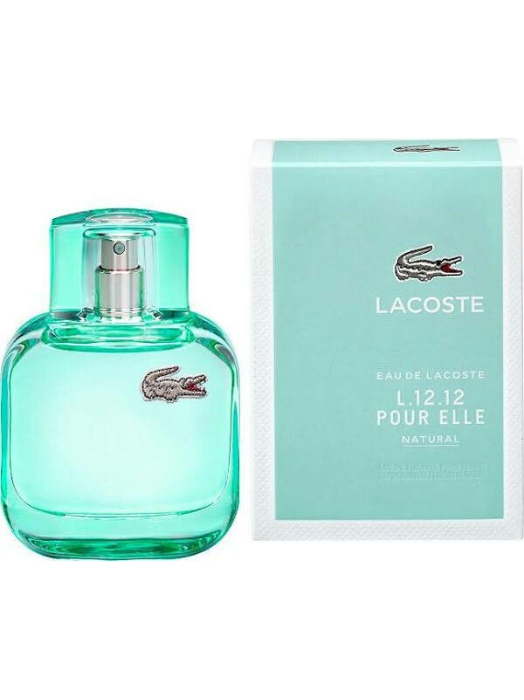 LACOSTE
EAU DE LACOSTE
L.12.12
POUR ELLE
NATURAL